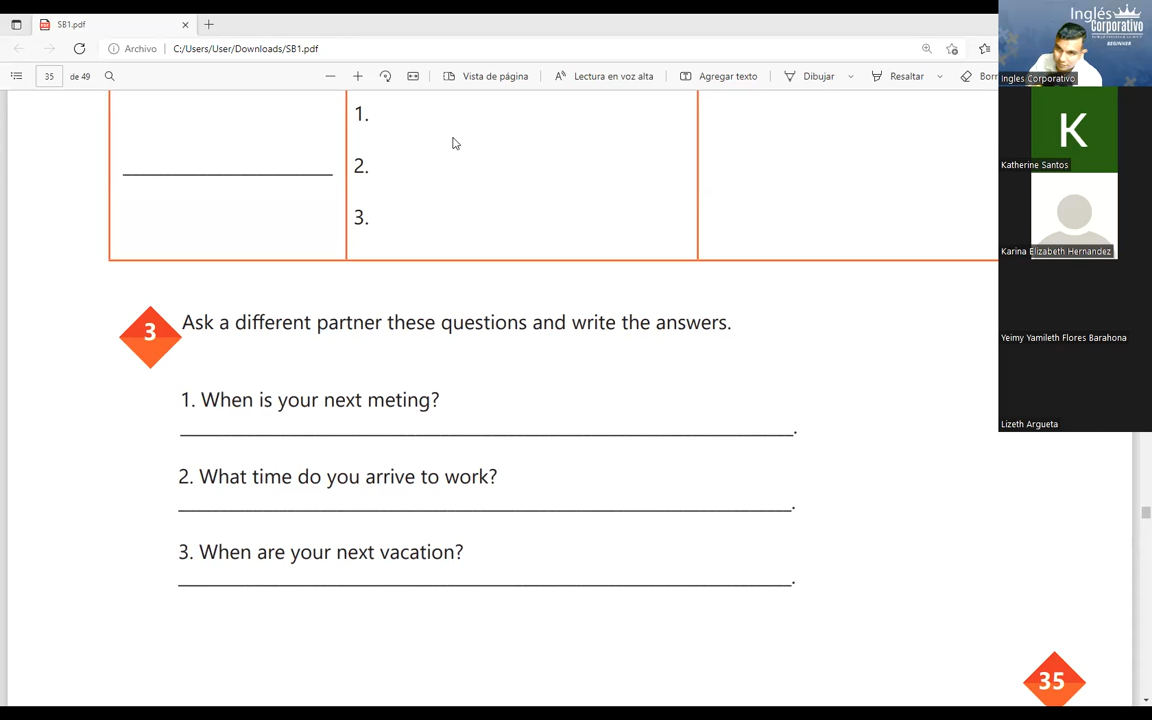 SB1.pdf
Archivo
C:/Users/User/Downloads/SB1.pdf
35
de 49
Vista de página
Lectura en voz alta
Agregar texto
Dibujar
Resaltar
Borr
Inglés
Corporativo
BEGINNER
Ingles Corporativo
K
Katherine Santos
Karina Elizabeth Hernandez
Yeimy Yamileth Flores Barahona
Lizeth Argueta
1.
2.
3.
3
Ask a different partner these questions and write the answers.
1. When is your next meting?
2. What time do you arrive to work?
3. When are your next vacation?
35